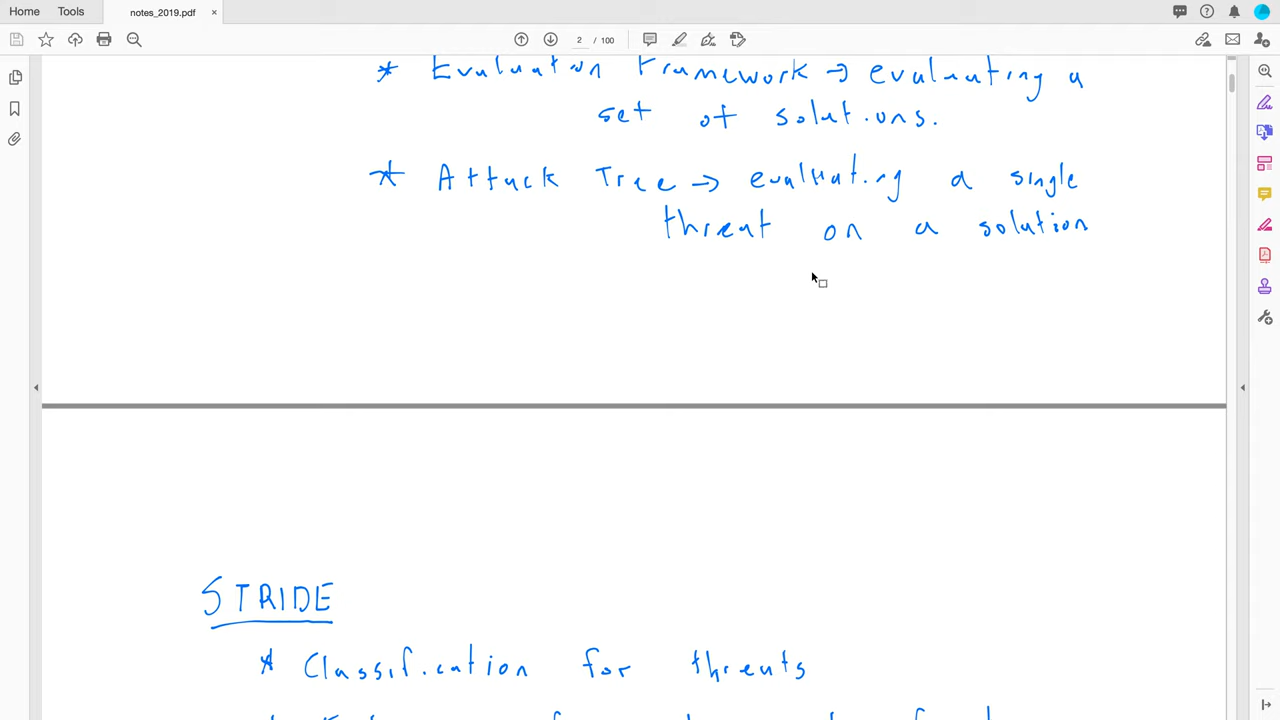 Home Tools notes_2019.pdf ×
2 / 100
* Evaluation Framework → evaluating a
set of solutions.
* Attack Tree → evaluating a single
threat on a solution
STRIDE
* Classification for threats